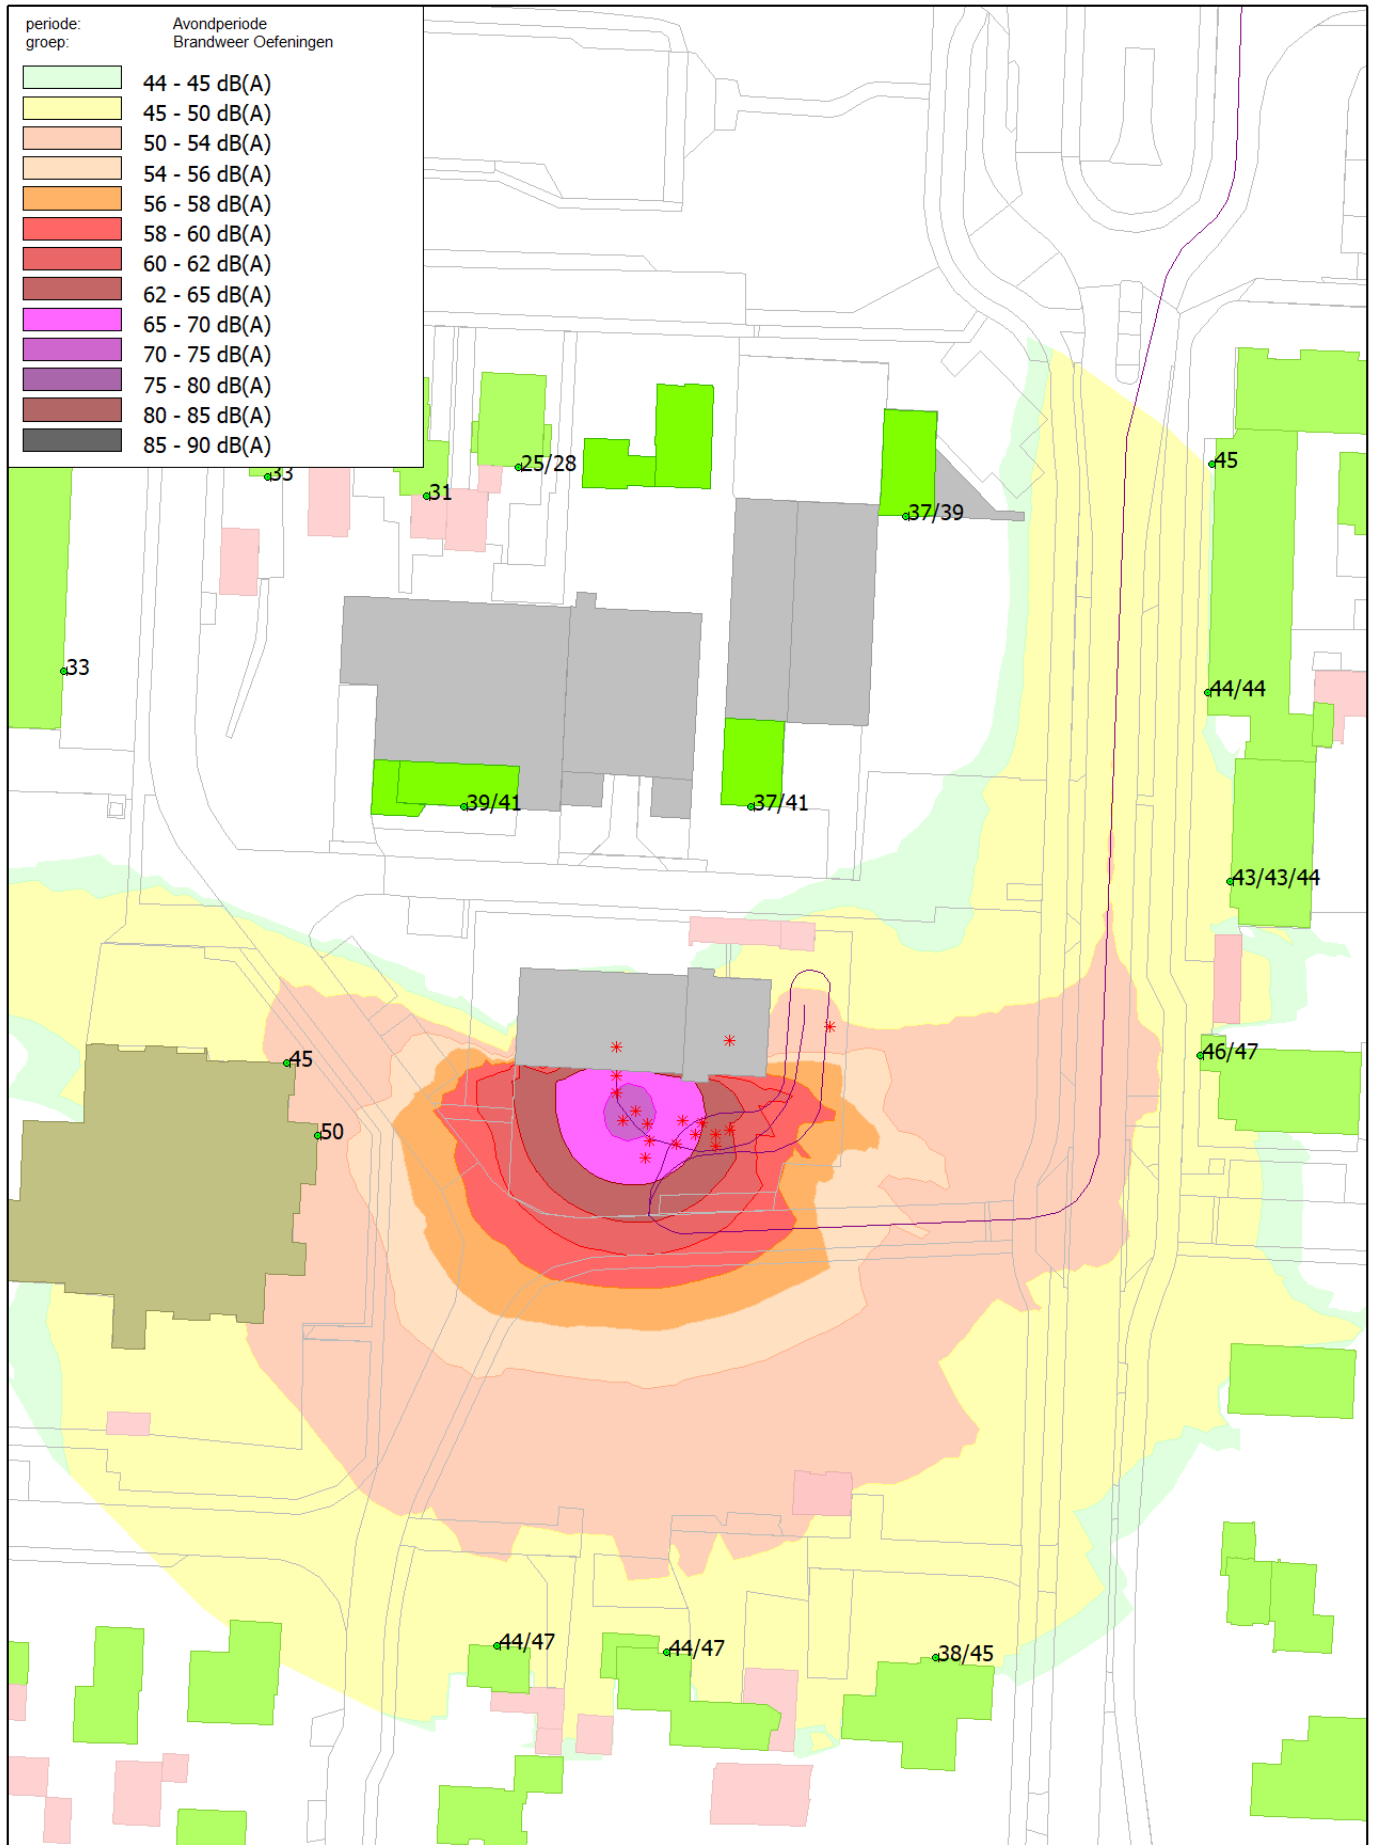 periode: Avondperiode
groep: Brandweer Oefeningen
44 - 45 dB(A)
45 - 50 dB(A)
50 - 54 dB(A)
54 - 56 dB(A)
56 - 58 dB(A)
58 - 60 dB(A)
60 - 62 dB(A)
62 - 65 dB(A)
65 - 70 dB(A)
70 - 75 dB(A)
75 - 80 dB(A)
80 - 85 dB(A)
85 - 90 dB(A)
45
25/28
33
31
37/39
33
44/44
39/41
37/41
43/43/44
45
46/47
50
44/47
44/47
38/45